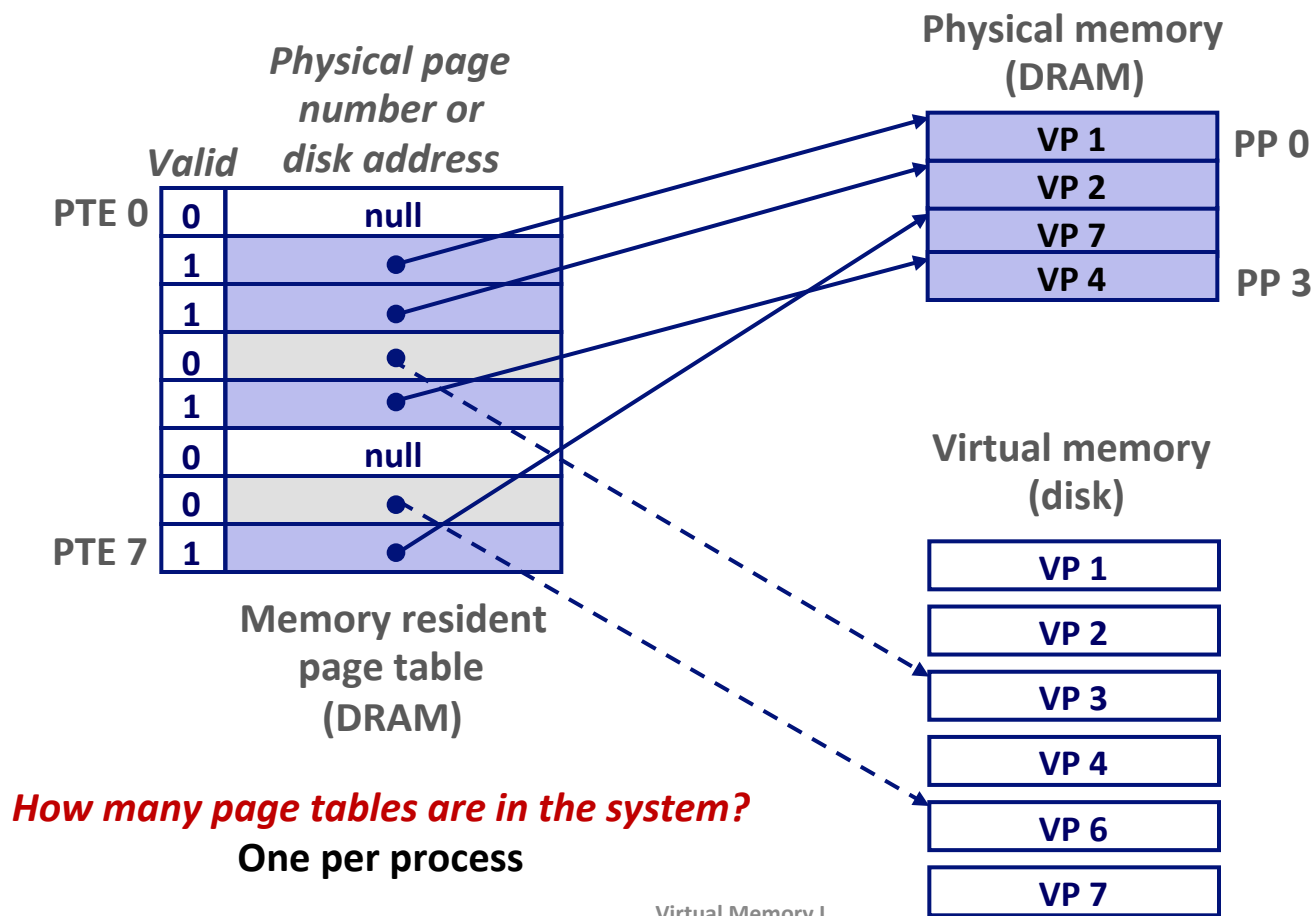 Physical page
number or
disk address
Valid
PTE 0
0
null
1
1
0
1
0
null
0
PTE 7
1
Memory resident
page table
(DRAM)
Physical memory
(DRAM)
VP 1
PP 0
VP 2
VP 7
VP 4
PP 3
Virtual memory
(disk)
VP 1
VP 2
VP 3
VP 4
VP 6
VP 7
How many page tables are in the system?
One per process
Virtual Memory I